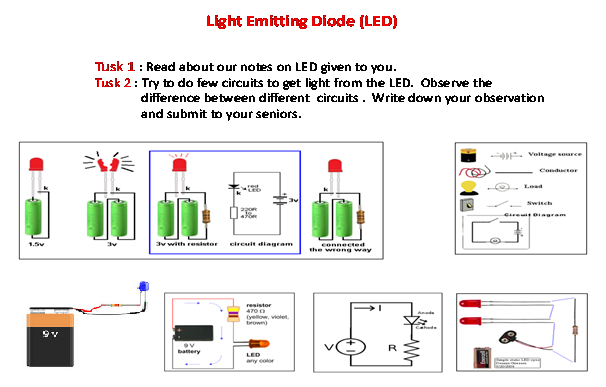 Light Emitting Diode (LED)
Tusk 1 : Read about our notes on LED given to you.
Tusk 2 : Try to do few circuits to get light from the LED. Observe the
difference between different circuits . Write down your observation
and submit to your seniors.
k
k
k
k
k
red
LED
220R
to
470R
3v
1.5v
3v
3v with resistor
circuit diagram
connected
the wrong way
Voltage source
Conductor
Load
Switch
Circuit Diagram
9 v
resistor
470 Ω
(yellow, violet,
brown)
9 V
battery
LED
any color
I
Anode
Cathode
V
R